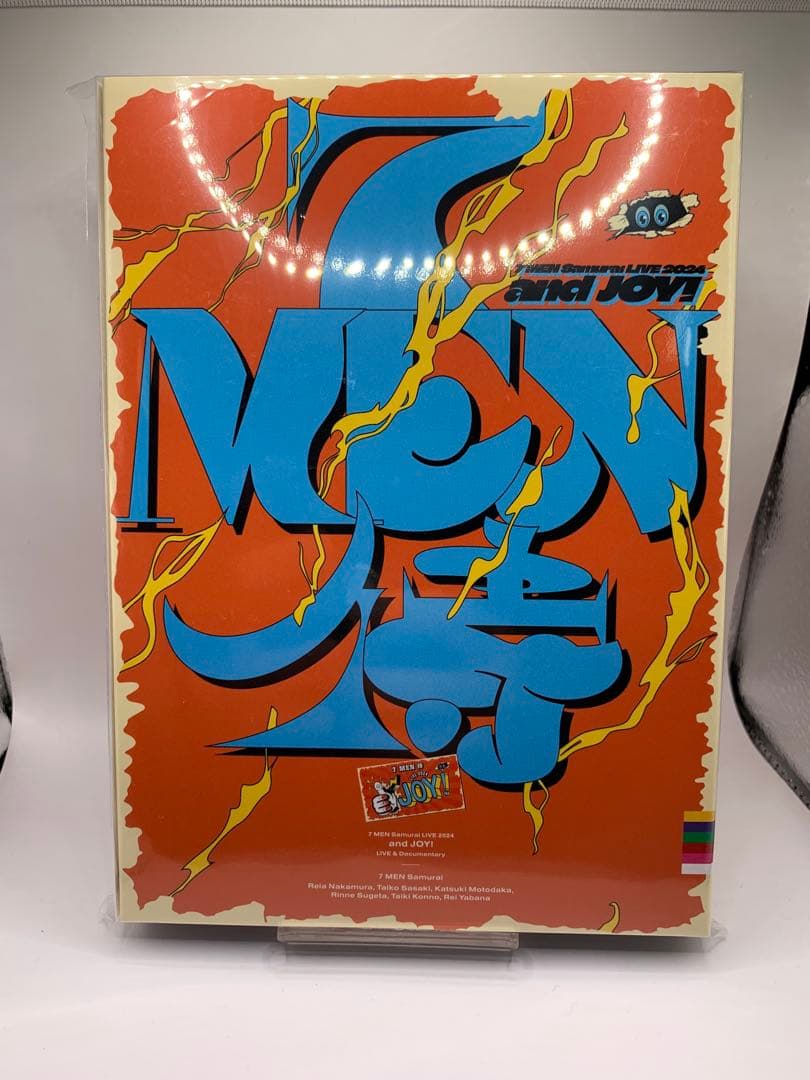 7
MEN
侍
7 MEN Samurai LIVE 2024
and JOY!
7 MEN 侍
JOY!
7 MEN Samurai LIVE 2024
and JOY!
LIVE & Documentary
7 MEN Samurai
Reia Nakamura, Taiko Sasaki, Katsuki Motodaka,
Rinne Sugeta, Taiki Konno, Rei Yabana